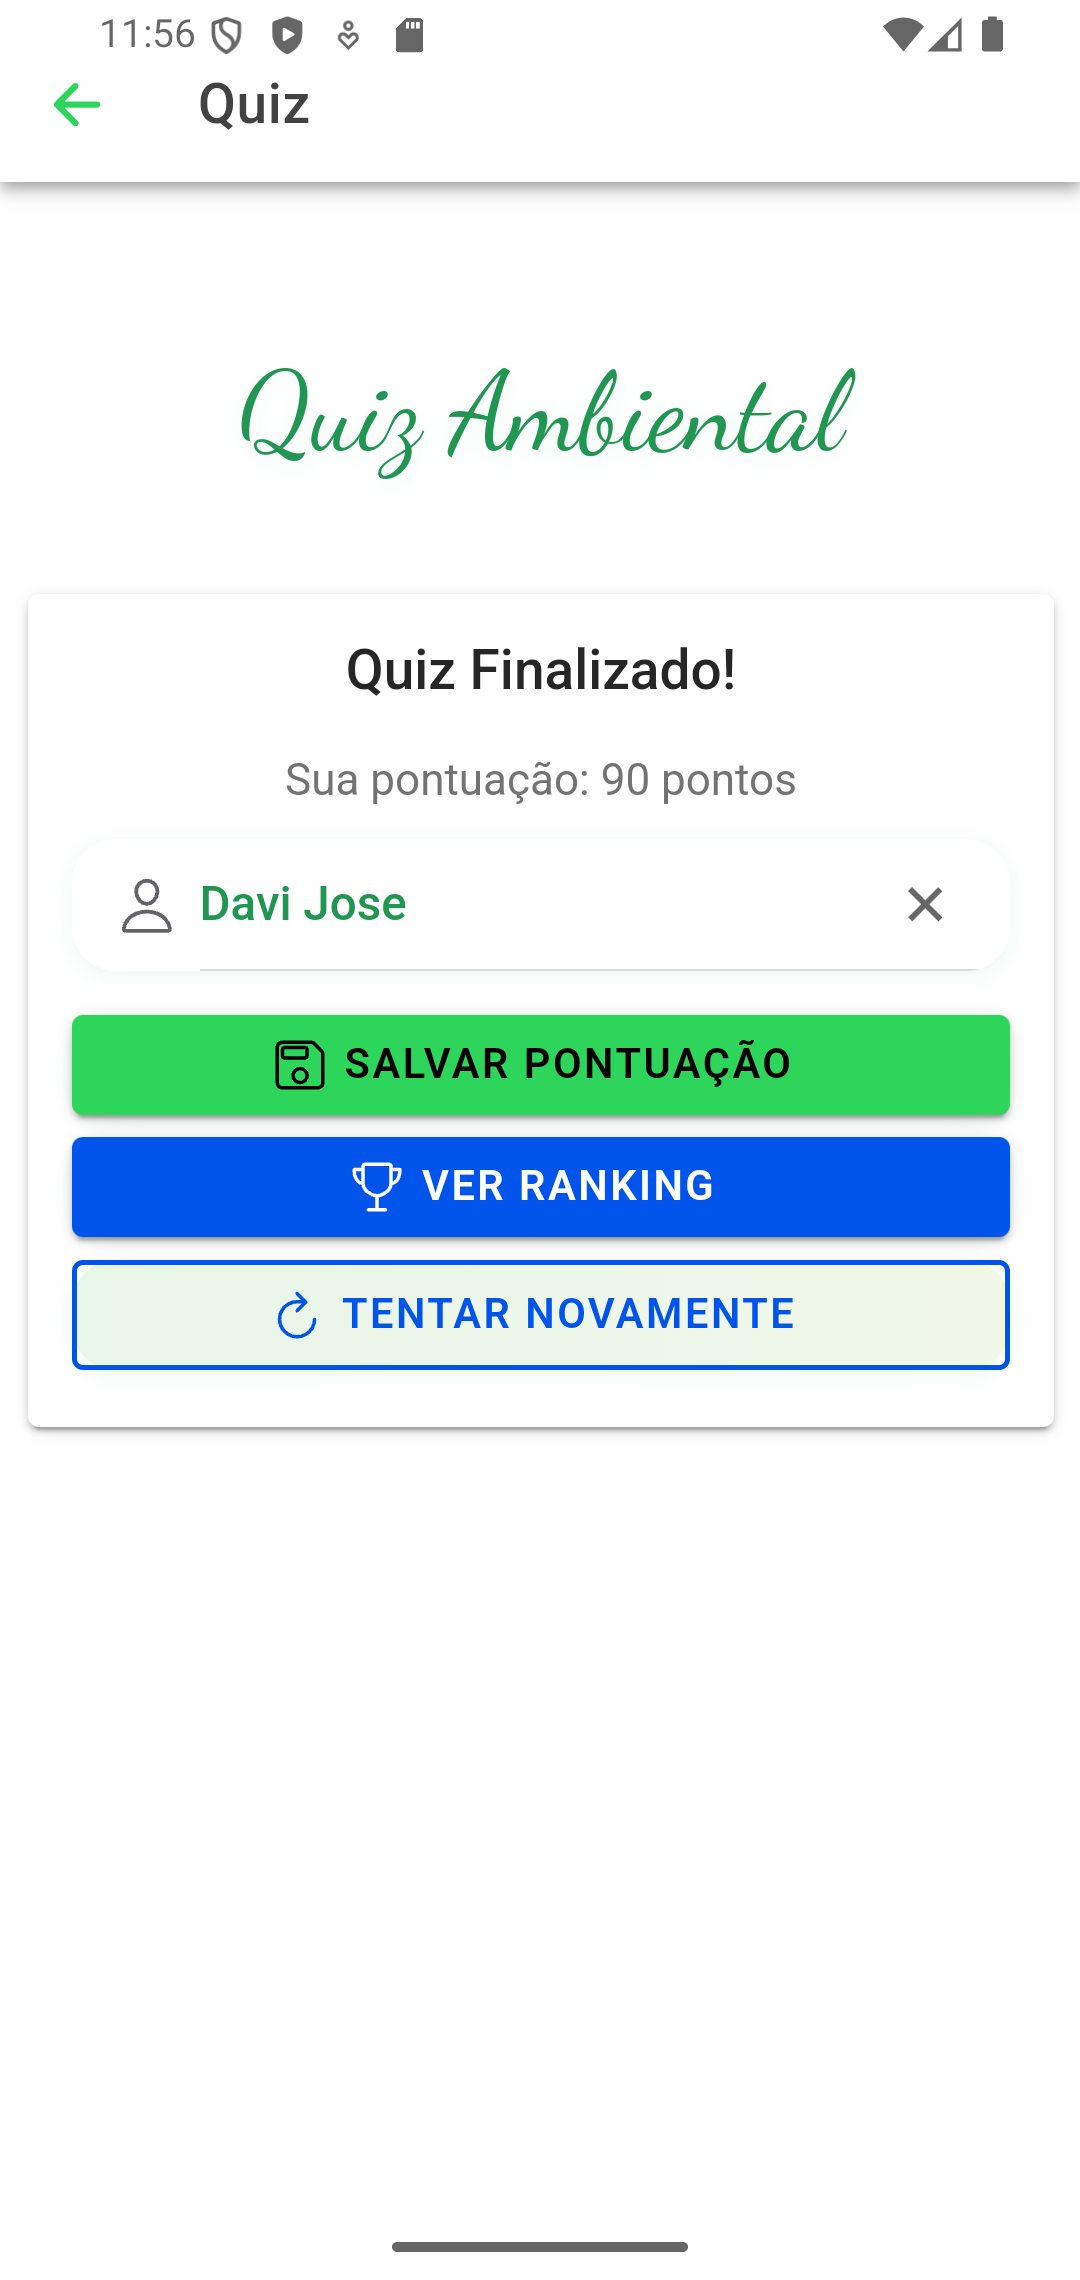 11:56
Quiz
Quiz Ambiental
Quiz Finalizado!
Sua pontuação: 90 pontos
Davi Jose
SALVAR PONTUAÇÃO
VER RANKING
TENTAR NOVAMENTE